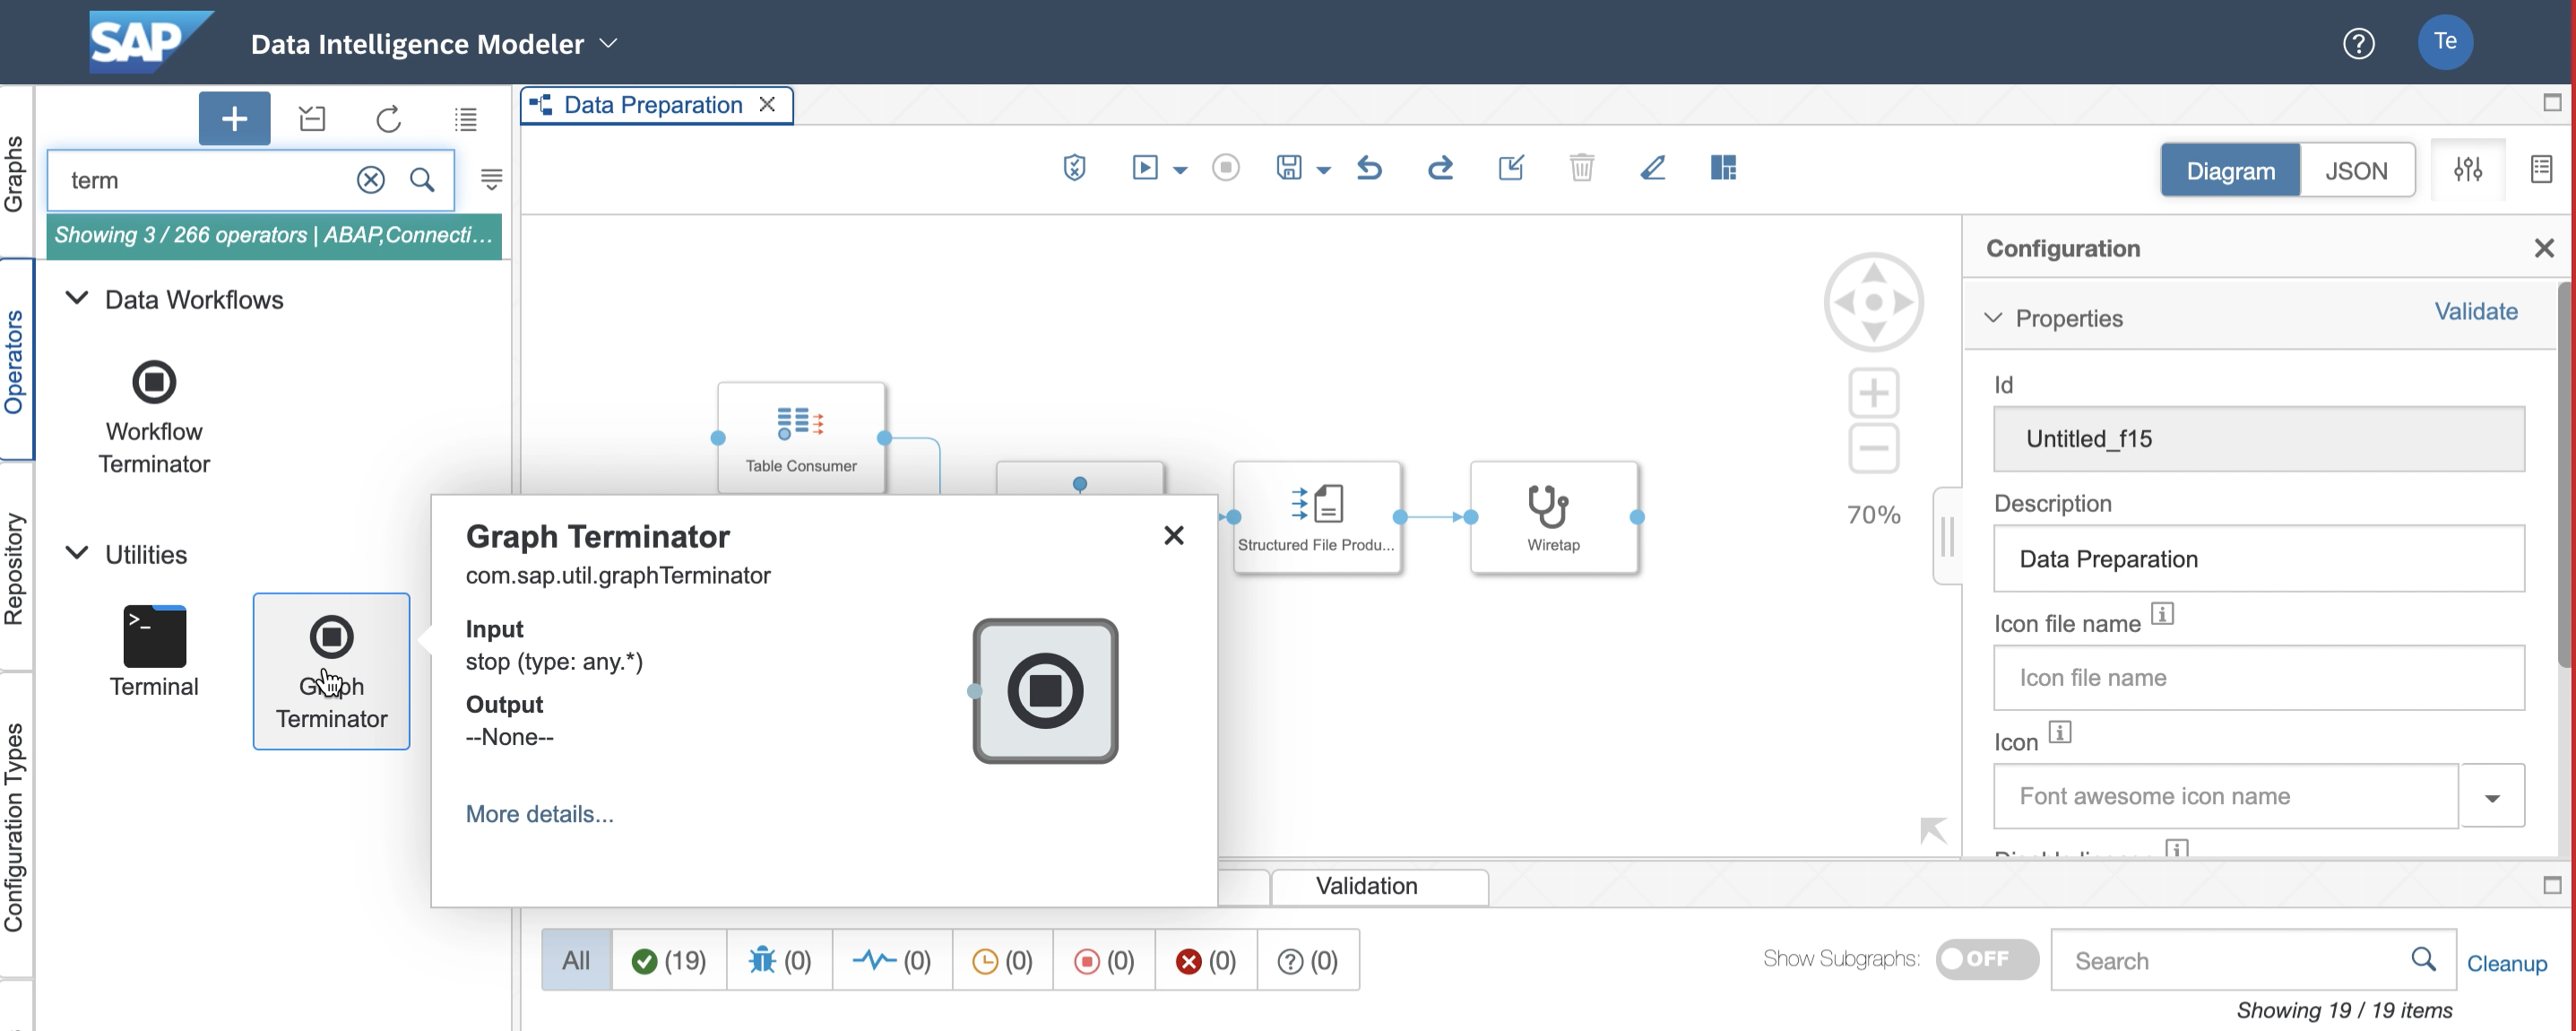 SAP
Data Intelligence Modeler
Te
Graphs
Operators
Repository
Configuration Types
term
Showing 3 / 266 operators | ABAP,Connecti...
Data Workflows
Workflow
Terminator
Utilities
Terminal
Graph
Terminator
Data Preparation
Diagram
JSON
Table Consumer
Structured File Produ...
Wiretap
70%
Graph Terminator
com.sap.util.graphTerminator
Input
stop (type: any.*)
Output
--None--
More details...
Configuration
Properties
Validate
Id
Untitled_f15
Description
Data Preparation
Icon file name
Icon file name
Icon
Font awesome icon name
Validation
All
(19)
(0)
(0)
(0)
(0)
(0)
(0)
Show Subgraphs:
OFF
Search
Cleanup
Showing 19 / 19 items